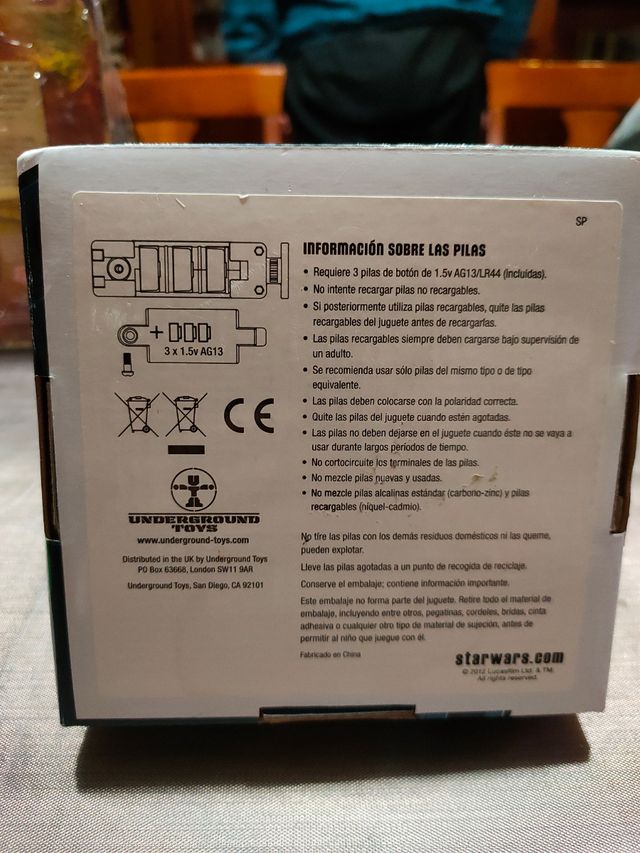 SP
INFORMACIÓN SOBRE LAS PILAS
• Requiere 3 pilas de botón de 1.5v AG13/LR44 (incluidas).
• No intente recargar pilas no recargables.
• Si posteriormente utiliza pilas recargables, quite las pilas
recargables del juguete antes de recargarlas.
• Las pilas recargables siempre deben cargarse bajo supervisión de
un adulto.
• Se recomienda usar sólo pilas del mismo tipo o de tipo
equivalente.
• Las pilas deben colocarse con la polaridad correcta.
• Quite las pilas del juguete cuando estén agotadas.
• Las pilas no deben dejarse en el juguete cuando éste no se vaya a
usar durante largos períodos de tiempo.
• No cortocircuite los terminales de las pilas.
• No mezcle pilas nuevas y usadas.
• No mezcle pilas alcalinas estándar (carbono-zinc) y pilas
recargables (níquel-cadmio).
No tire las pilas con los demás residuos domésticos ni las queme,
pueden explotar.
Lleve las pilas agotadas a un punto de recogida de reciclaje.
Conserve el embalaje; contiene información importante.
Este embalaje no forma parte del juguete. Retire todo el material de
embalaje, incluyendo entre otros, pegatinas, cordeles, bridas, cinta
adhesiva o cualquier otro tipo de material de sujeción, antes de
permitir al niño que juegue con él.
Fabricado en China
starwars.com
© 2012 Lucasfilm Ltd. & TM.
All rights reserved.
+
3 x 1.5v AG13
CE
UT
UNDERGROUND
TOYS
www.underground-toys.com
Distributed in the UK by Underground Toys
PO Box 63668, London SW11 9AR
Underground Toys, San Diego, CA 92101